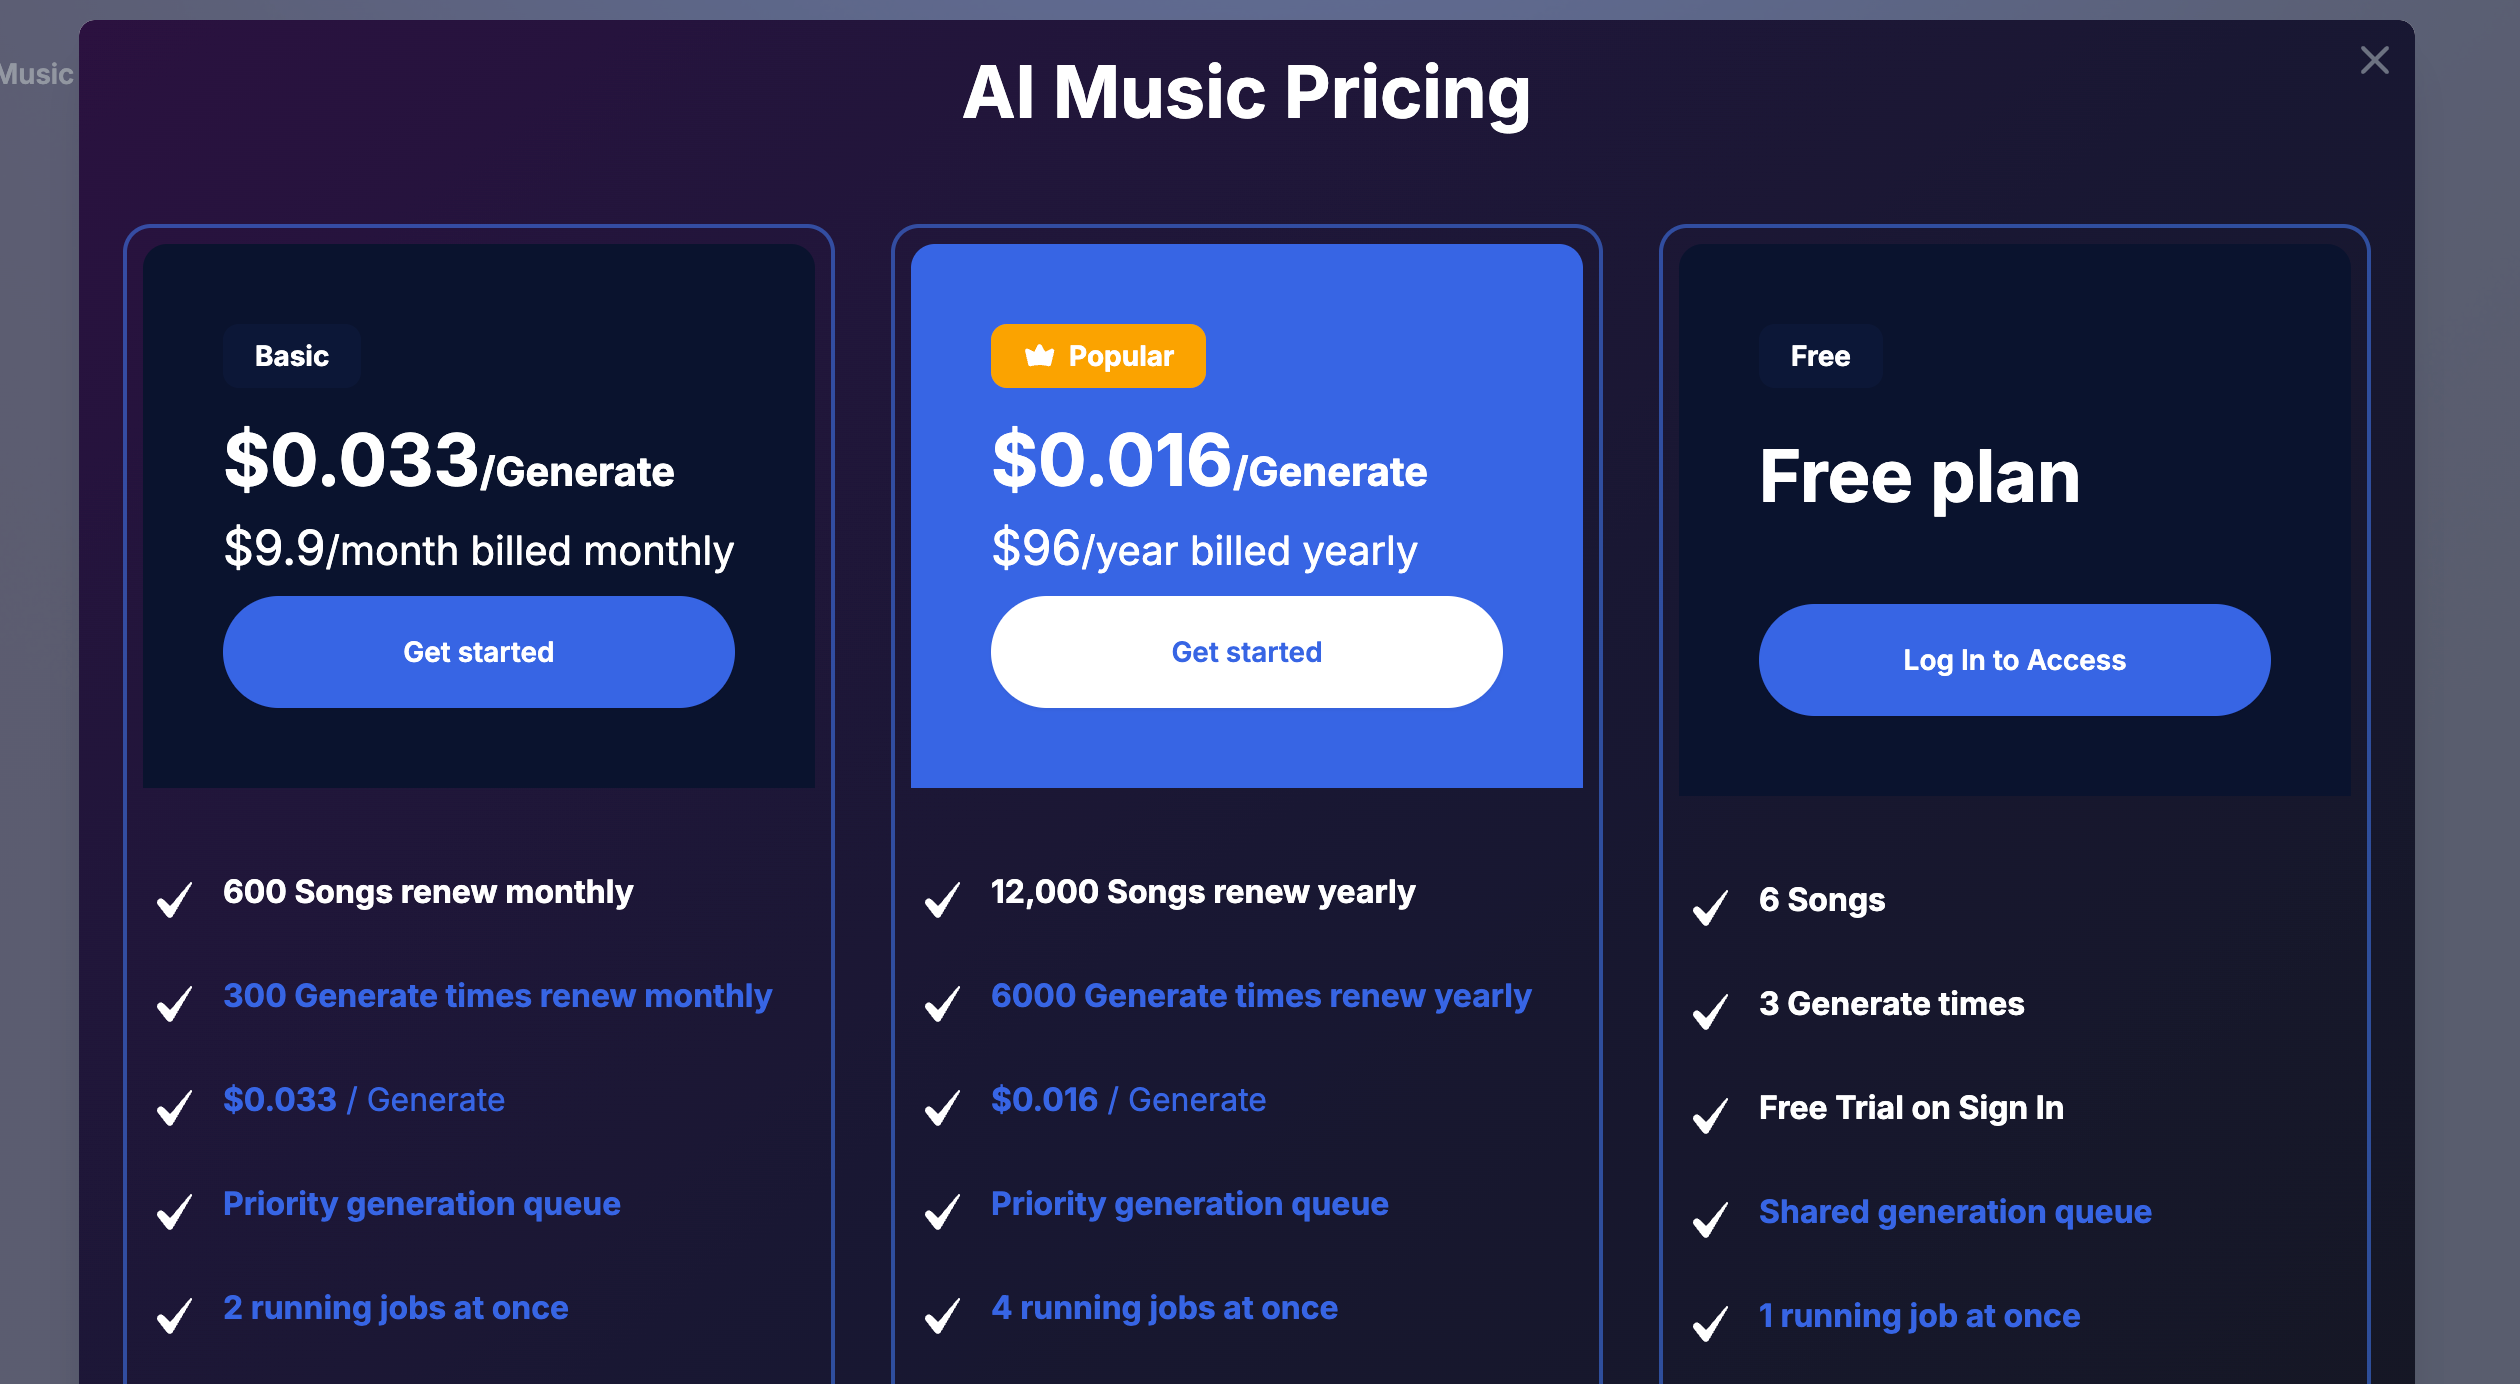 Music
AI Music Pricing
Basic
$0.033/Generate
$9.9/month billed monthly
Get started
600 Songs renew monthly
300 Generate times renew monthly
$0.033 / Generate
Priority generation queue
2 running jobs at once
Popular
$0.016/Generate
$96/year billed yearly
Get started
12,000 Songs renew yearly
6000 Generate times renew yearly
$0.016 / Generate
Priority generation queue
4 running jobs at once
Free
Free plan
Log In to Access
6 Songs
3 Generate times
Free Trial on Sign In
Shared generation queue
1 running job at once